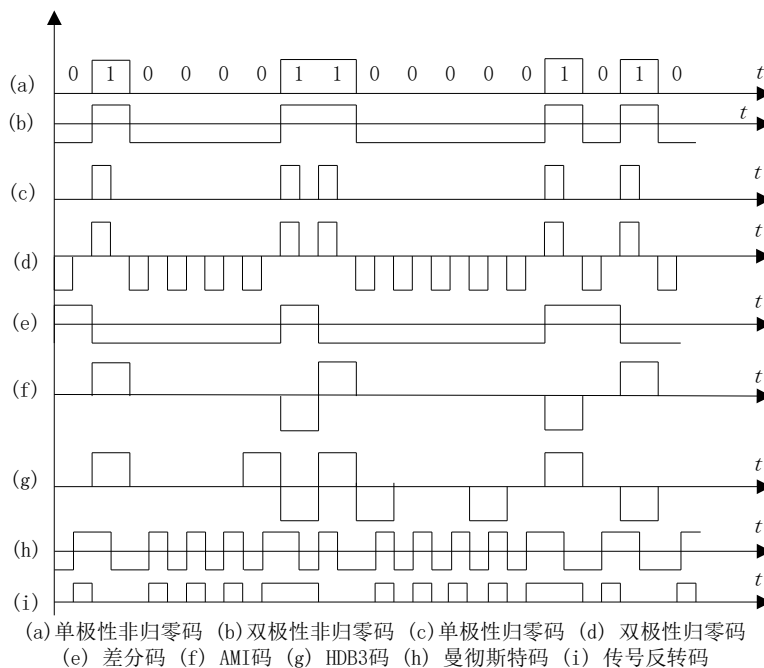 0 1 0 0 0 0 1 1 0 0 0 0 0 1 0 1 0 t
(a)
(b) t
(c) t
(d) t
(e) t
(f) t
(g) t
(h) t
(i) t
(a)单极性非归零码 (b)双极性非归零码 (c)单极性归零码 (d) 双极性归零码
(e) 差分码 (f) AMI码 (g) HDB3码 (h) 曼彻斯特码 (i) 传号反转码